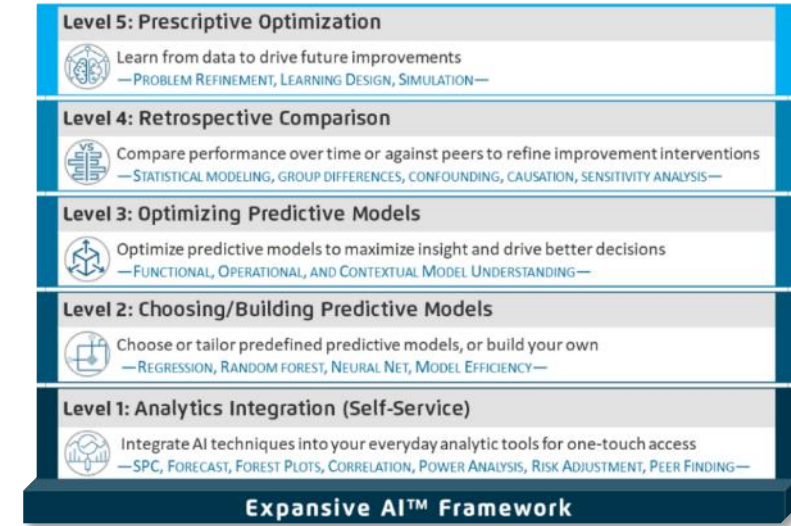 Level 5: Prescriptive Optimization
Learn from data to drive future improvements
—PROBLEM REFINEMENT, LEARNING DESIGN, SIMULATION—
Level 4: Retrospective Comparison
VS
Compare performance over time or against peers to refine improvement interventions
—STATISTICAL MODELING, GROUP DIFFERENCES, CONFOUNDING, CAUSATION, SENSITIVITY ANALYSIS—
Level 3: Optimizing Predictive Models
Optimize predictive models to maximize insight and drive better decisions
—FUNCTIONAL, OPERATIONAL, AND CONTEXTUAL MODEL UNDERSTANDING—
Level 2: Choosing/Building Predictive Models
Choose or tailor predefined predictive models, or build your own
—REGRESSION, RANDOM FOREST, NEURAL NET, MODEL EFFICIENCY—
Level 1: Analytics Integration (Self-Service)
Integrate AI techniques into your everyday analytic tools for one-touch access
—SPC, FORECAST, FOREST PLOTS, CORRELATION, POWER ANALYSIS, RISK ADJUSTMENT, PEER FINDING—
Expansive AI™ Framework